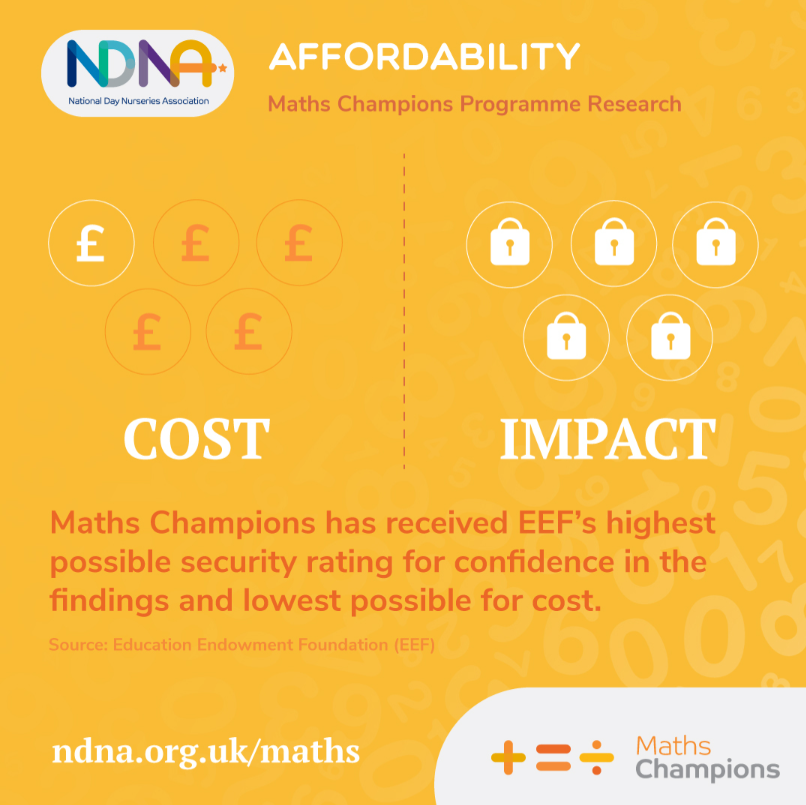 NDNA
National Day Nurseries Association
AFFORDABILITY
Maths Champions Programme Research
£ £ £
£ £
COST
IMPACT
Maths Champions has received EEF’s highest
possible security rating for confidence in the
findings and lowest possible for cost.
Source: Education Endowment Foundation (EEF)
ndna.org.uk/maths
+ = ÷
Maths
Champions